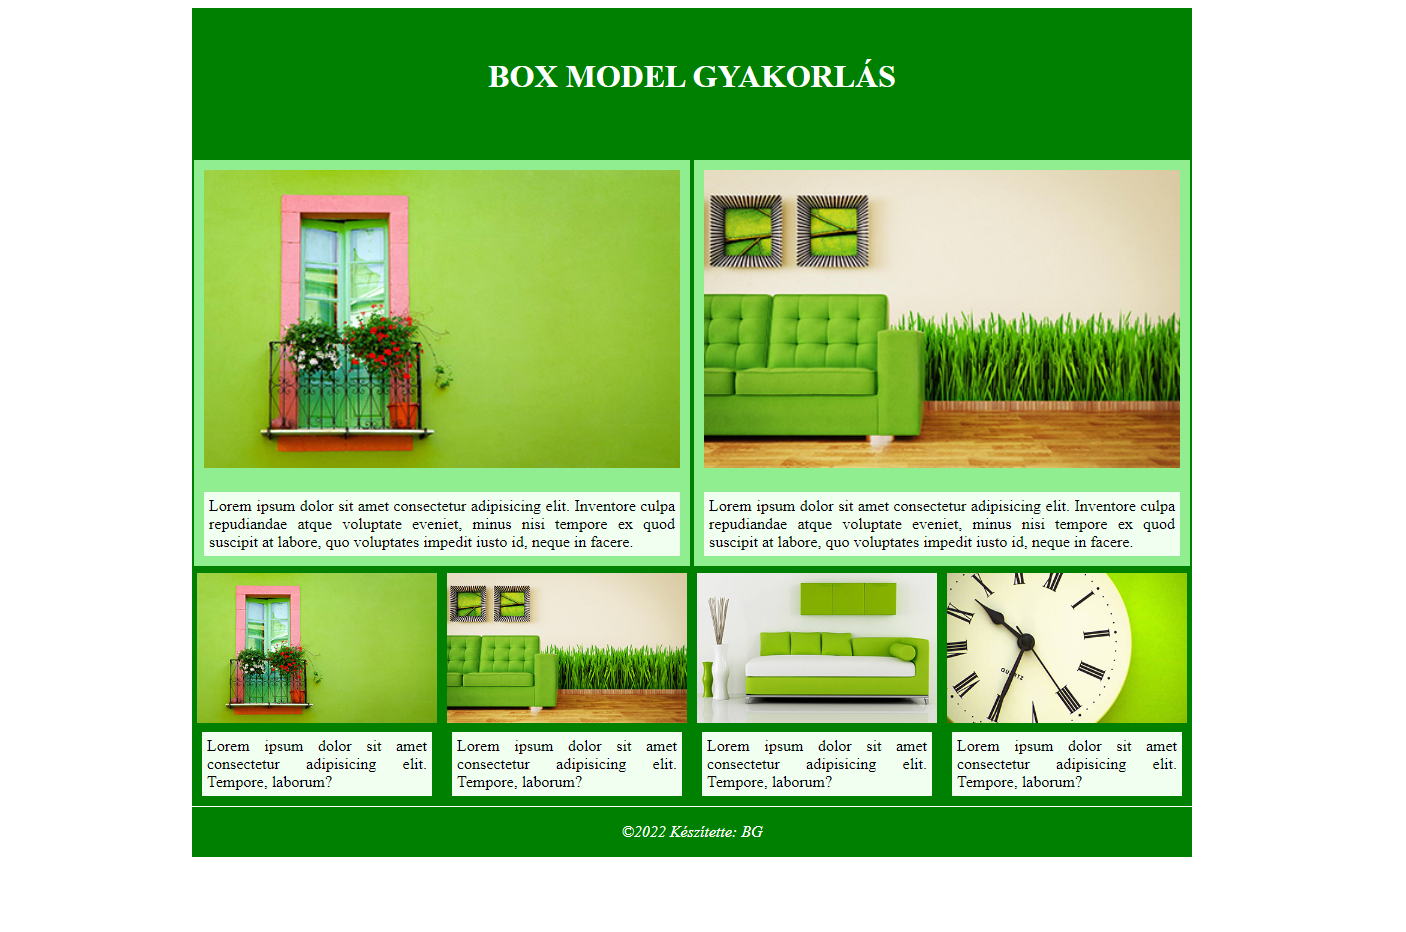 BOX MODEL GYAKORLÁS
Lorem ipsum dolor sit amet consectetur adipisicing elit. Inventore culpa
repudiandae atque voluptate eveniet, minus nisi tempore ex quod
suscipit at labore, quo voluptates impedit iusto id, neque in facere.
Lorem ipsum dolor sit amet consectetur adipisicing elit. Inventore culpa
repudiandae atque voluptate eveniet, minus nisi tempore ex quod
suscipit at labore, quo voluptates impedit iusto id, neque in facere.
QUARTZ
Lorem ipsum dolor sit amet
consectetur adipisicing elit.
Tempore, laborum?
Lorem ipsum dolor sit amet
consectetur adipisicing elit.
Tempore, laborum?
Lorem ipsum dolor sit amet
consectetur adipisicing elit.
Tempore, laborum?
Lorem ipsum dolor sit amet
consectetur adipisicing elit.
Tempore, laborum?
©2022 Készítette: BG